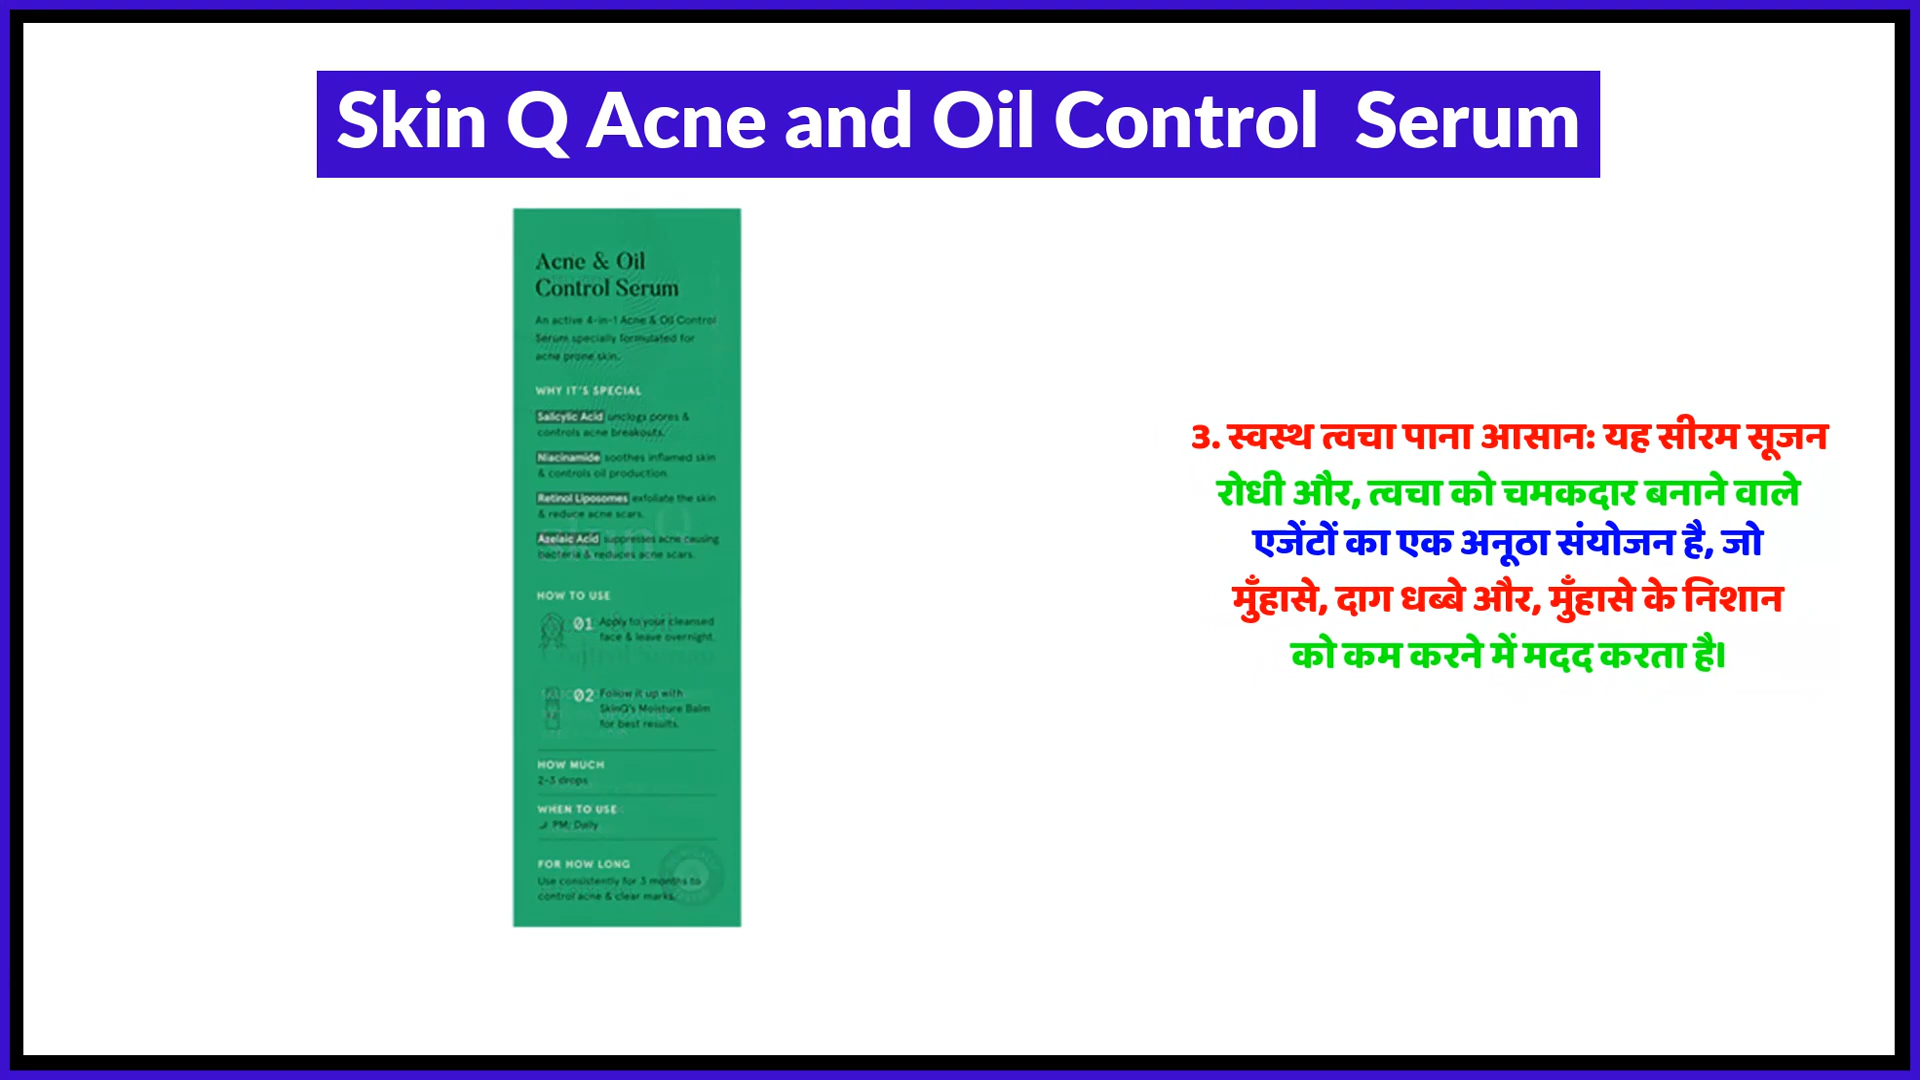 Skin Q Acne and Oil Control Serum
Acne & Oil
Control Serum
An active 4-in-1 Acne & Oil Control
Serum specially formulated for
acne prone skin.
WHY IT'S SPECIAL
Salicylic Acid unclogs pores &
controls acne breakouts.
Niacinamide soothes inflamed skin
& controls oil production.
Retinol Liposomes exfoliate the skin
& reduce acne scars.
Azelaic Acid suppresses acne causing
bacteria & reduces acne scars.
HOW TO USE
01 Apply to your cleansed
face & leave overnight.
02 Follow it up with
SkinQ's Moisture Balm
for best results.
HOW MUCH
2-3 drops
WHEN TO USE
PM; Daily
FOR HOW LONG
Use consistently for 3 months to
control acne & clear marks.
3. स्वस्थ त्वचा पाना आसान: यह सीरम सूजन
रोधी और, त्वचा को चमकदार बनाने वाले
एजेंटों का एक अनूठा संयोजन है, जो
मुँहासे, दाग धब्बे और, मुँहासे के निशान
को कम करने में मदद करता है।